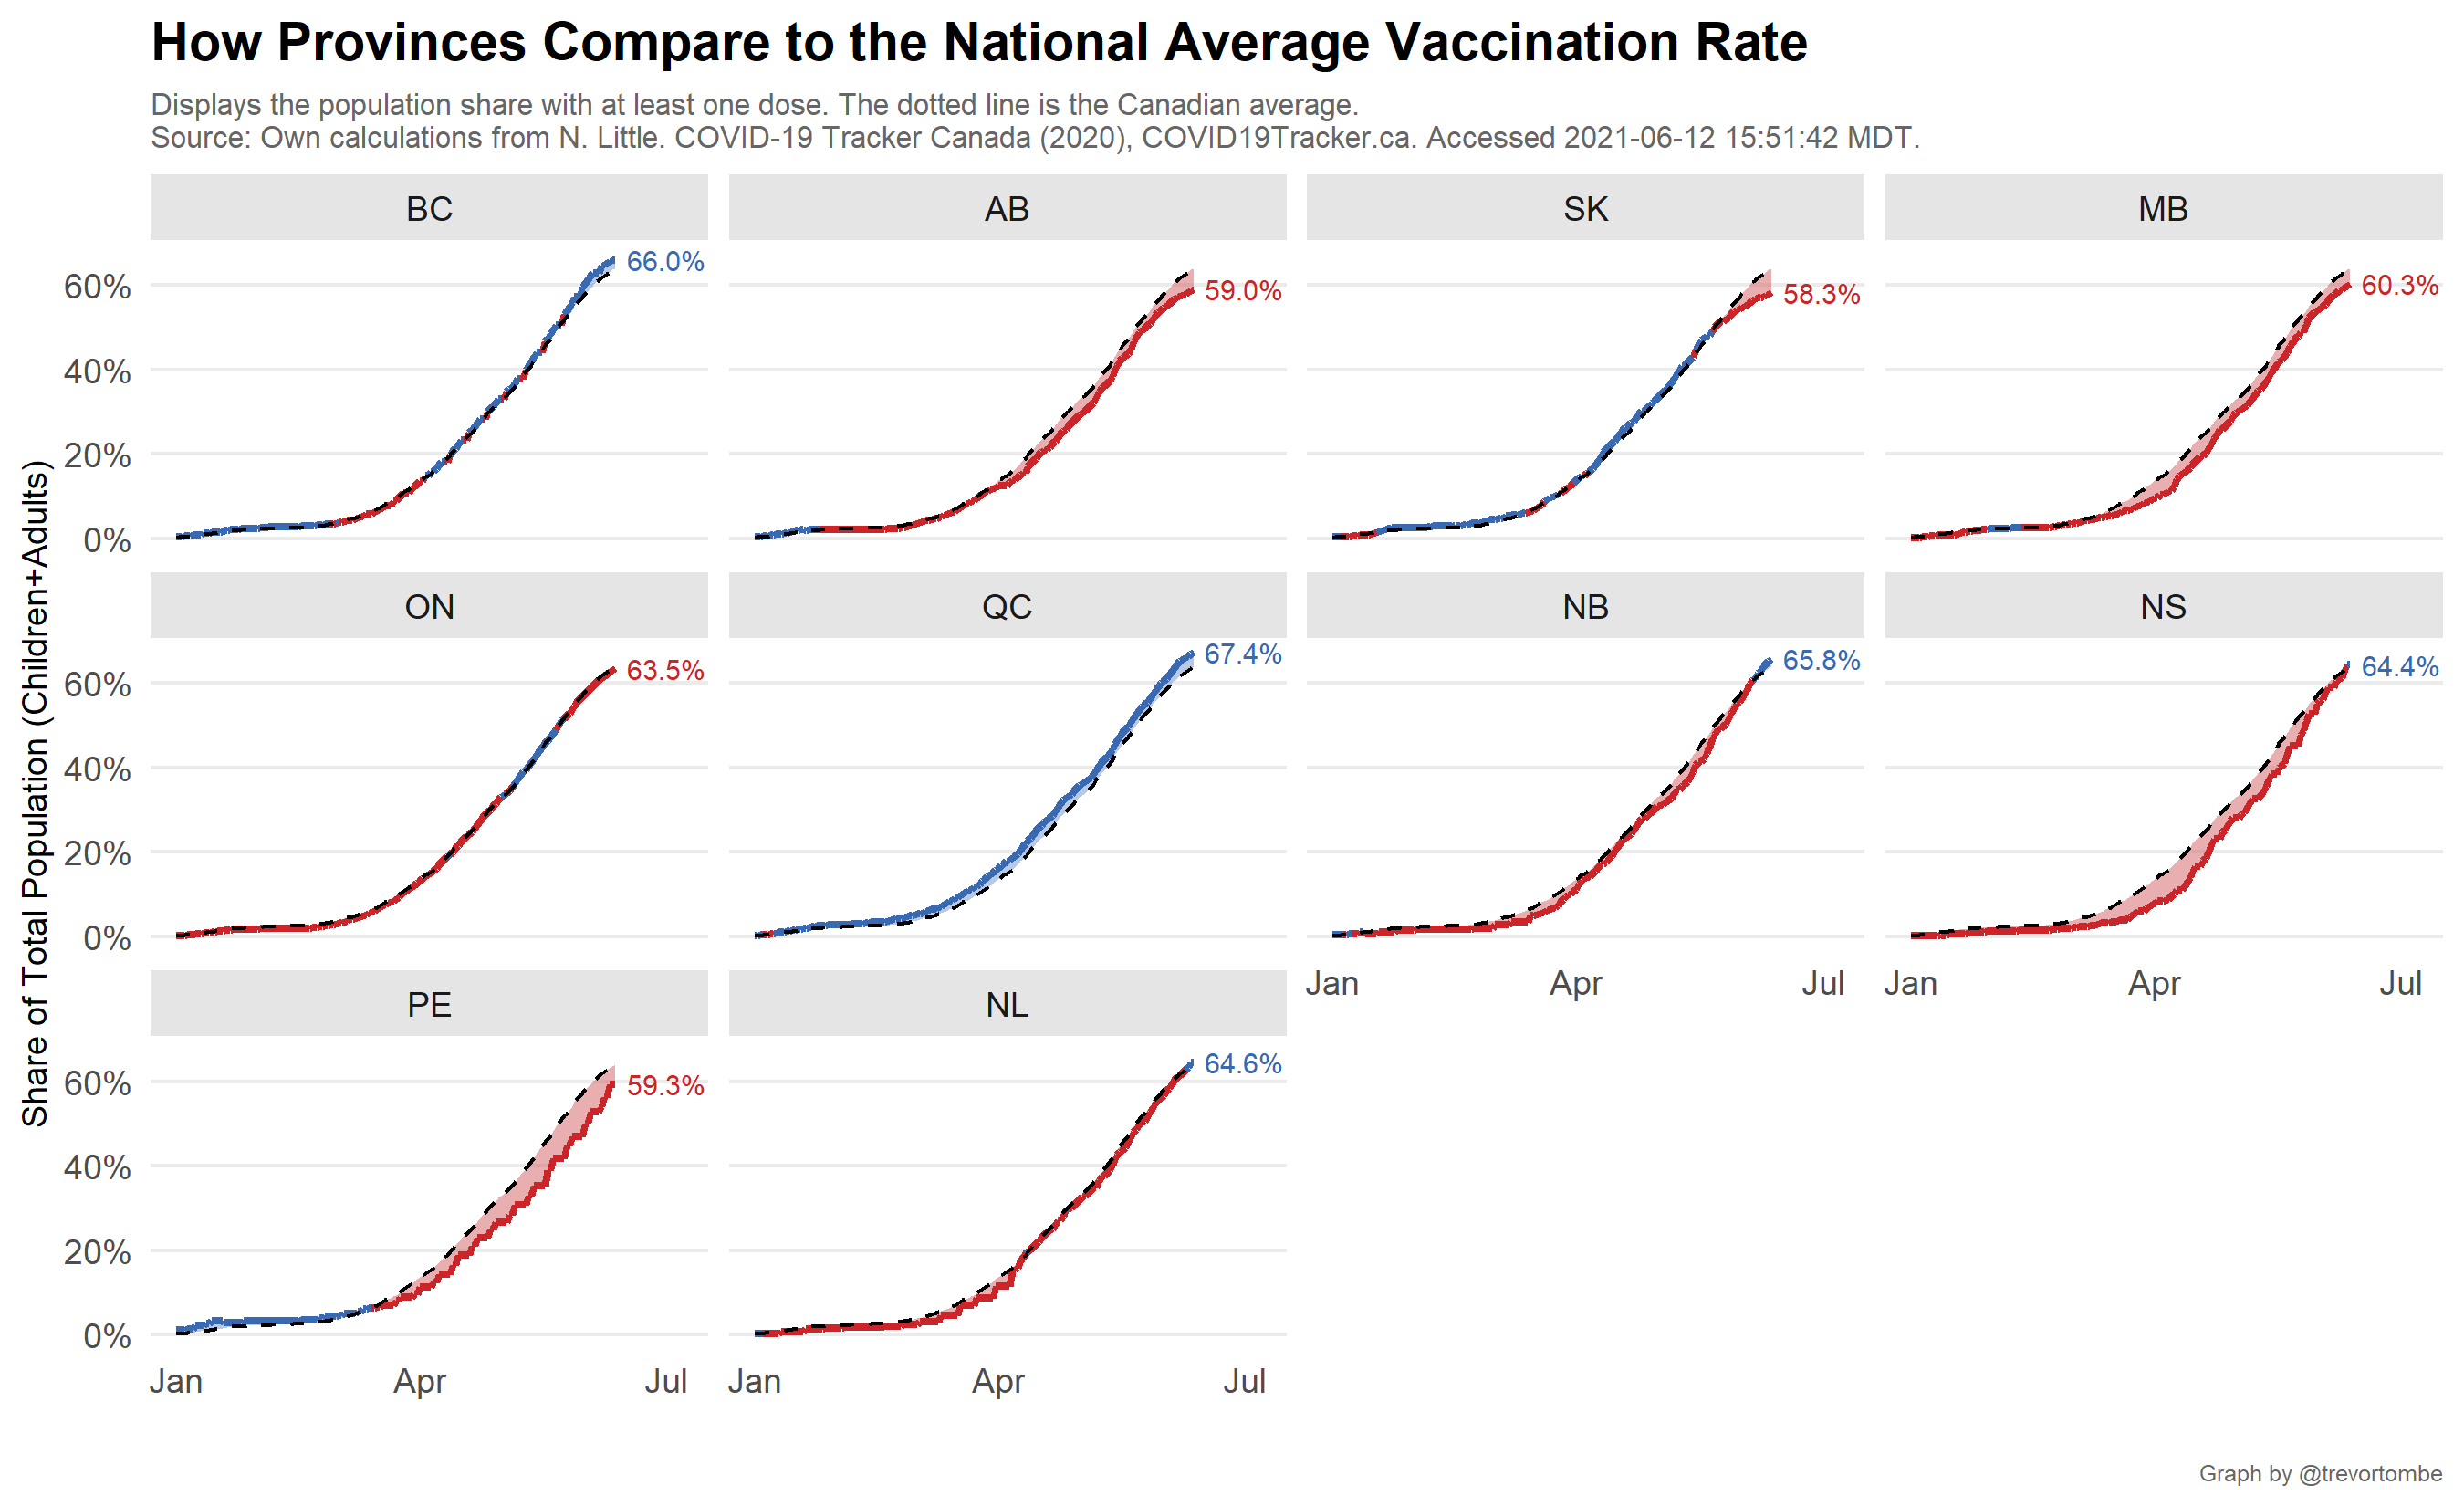 How Provinces Compare to the National Average Vaccination Rate
Displays the population share with at least one dose. The dotted line is the Canadian average.
Source: Own calculations from N. Little. COVID-19 Tracker Canada (2020), COVID19Tracker.ca. Accessed 2021-06-12 15:51:42 MDT.
Share of Total Population (Children+Adults)
BC
AB
SK
MB
60%
40%
20%
0%
66.0%
59.0%
58.3%
60.3%
ON
QC
NB
NS
60%
40%
20%
0%
63.5%
67.4%
65.8%
64.4%
Jan Apr Jul
Jan Apr Jul
PE
NL
60%
40%
20%
0%
59.3%
64.6%
Jan Apr Jul
Jan Apr Jul
Graph by @trevortombe